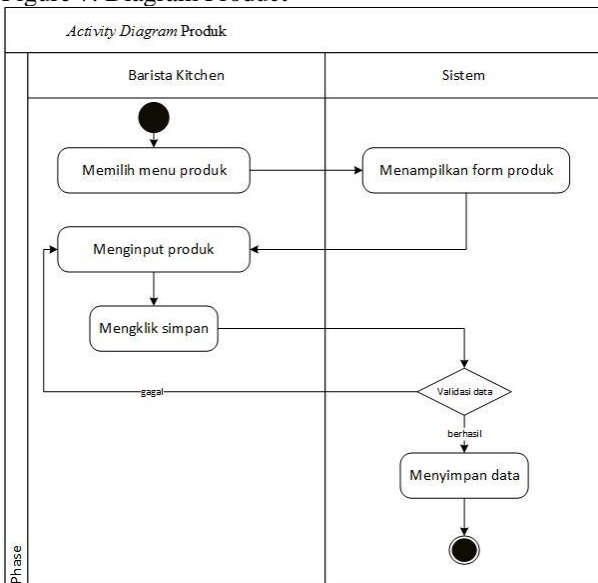 Figure 7. Diagram Product
Activity Diagram Produk
Barista Kitchen
Sistem
Memilih menu produk
Menampilkan form produk
Menginput produk
Mengklik simpan
gagal
Validasi data
berhasil
Menyimpan data
Phase